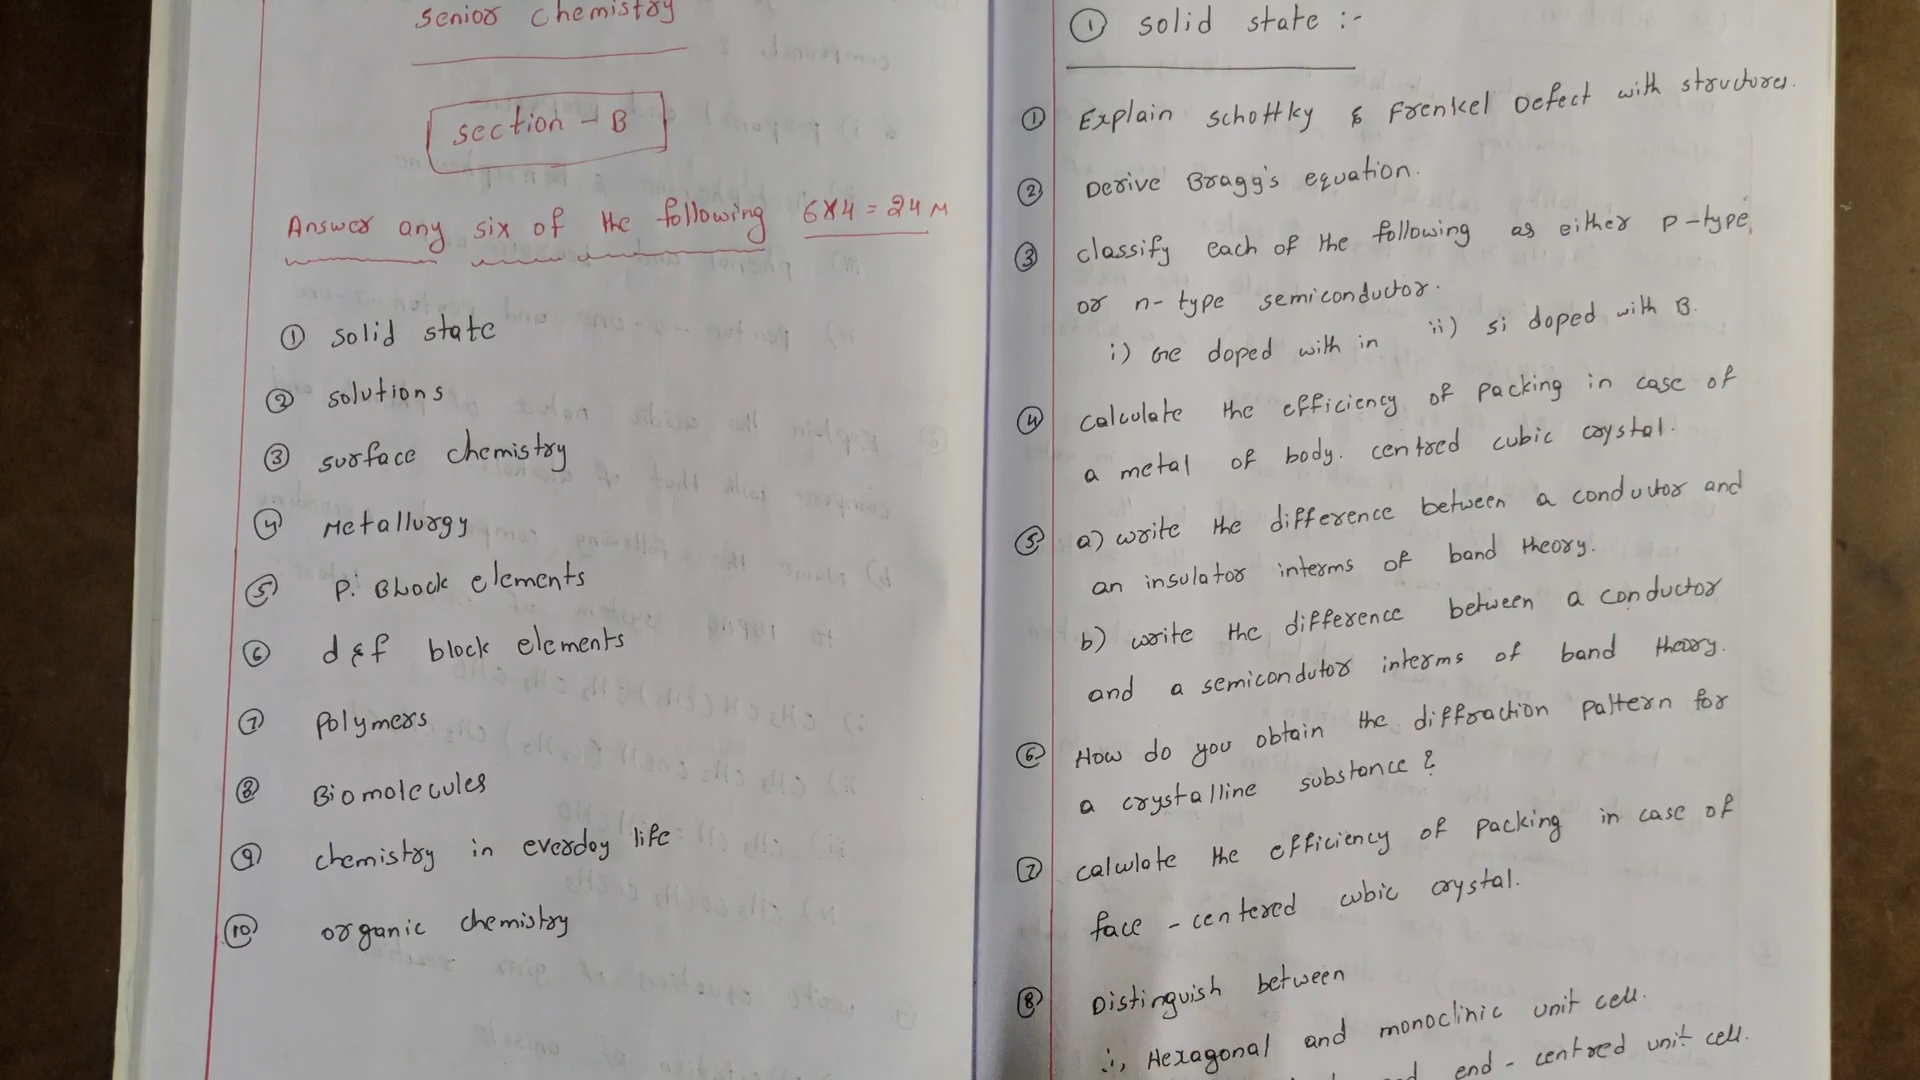 Senior Chemistry
Section - B
Answer any six of the following 6x4 = 24 M
① solid state
② solutions
③ surface chemistry
④ Metallurgy
⑤ P. Block elements
⑥ d & f block elements
⑦ polymers
⑧ Biomolecules
⑨ chemistry in everday life
⑩ organic chemistry
① solid state :-
① Explain schottky & Frenkel Defect with structures.
② Derive Bragg's equation.
③ classify each of the following as either p-type
or n-type semiconductor.
i) Ge doped with in ii) si doped with B.
④ calculate the efficiency of packing in case of
a metal of body. centred cubic crystal.
⑤ a) write the difference between a conductor and
an insulator interms of band theory.
b) write the difference between a conductor
and a semicondutor interms of band theory.
⑥ How do you obtain the diffraction pattern for
a crystalline substance?
⑦ calculate the efficiency of packing in case of
face - centered cubic crystal.
⑧ Distinguish between
i, Hexagonal and monoclinic unit cell.
end - centred unit cell.